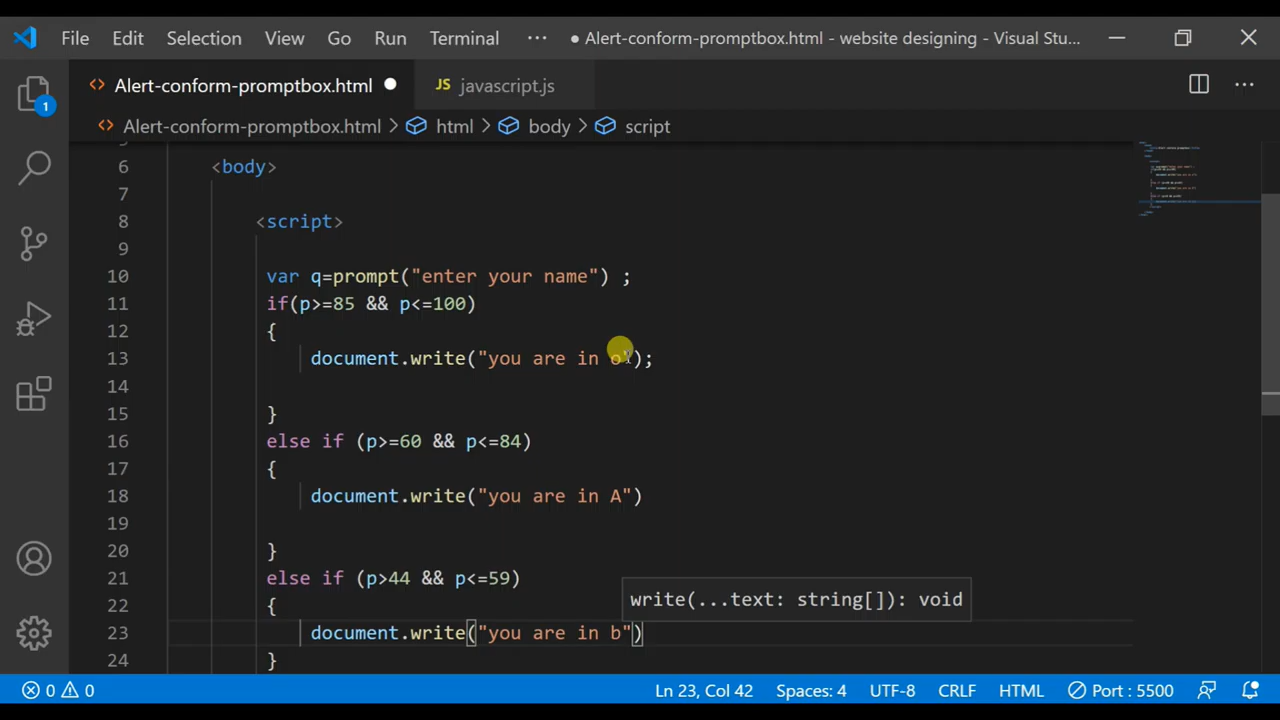 File Edit Selection View Go Run Terminal ··· ● Alert-conform-promptbox.html - website designing - Visual Stu...
Alert-conform-promptbox.html ● JS javascript.js ···
Alert-conform-promptbox.html > html > body > script
1
6 <body>
7
8 <script>
9
10 var q=prompt("enter your name") ;
11 if(p>=85 && p<=100)
12 {
13 document.write("you are in o");
14
15 }
16 else if (p>=60 && p<=84)
17 {
18 document.write("you are in A")
19
20 }
21 else if (p>44 && p<=59)
22 {
write(...text: string[]): void
23 document.write("you are in b")
24 }
0 0 Ln 23, Col 42 Spaces: 4 UTF-8 CRLF HTML Port : 5500